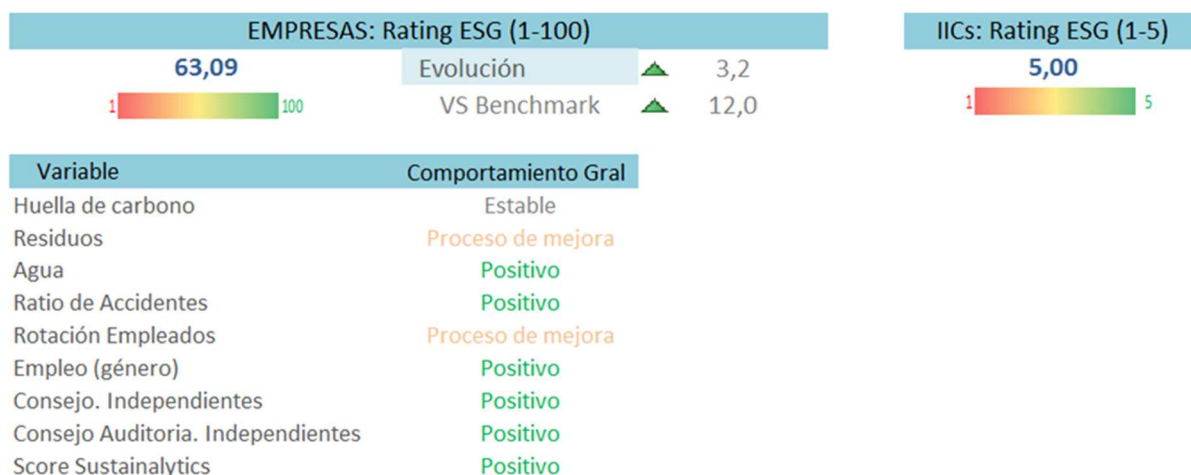 EMPRESAS: Rating ESG (1-100)
63,09 Evolución 3,2
1 100 VS Benchmark 12,0
IICs: Rating ESG (1-5)
5,00
1 5
Variable Comportamiento Gral
Huella de carbono Estable
Residuos Proceso de mejora
Agua Positivo
Ratio de Accidentes Positivo
Rotación Empleados Proceso de mejora
Empleo (género) Positivo
Consejo. Independientes Positivo
Consejo Auditoria. Independientes Positivo
Score Sustainalytics Positivo